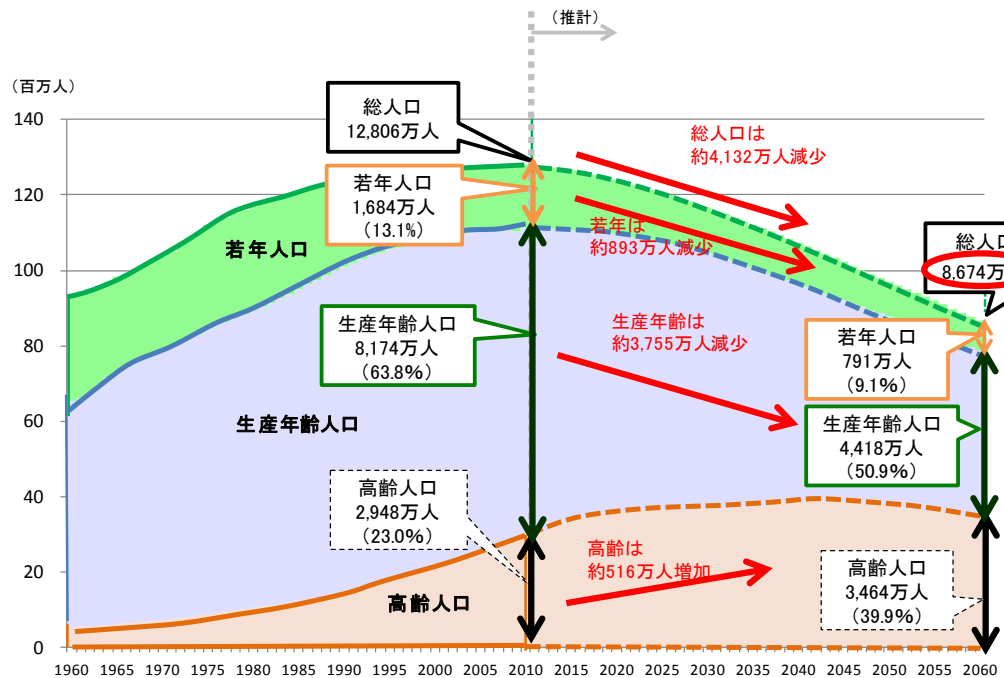 （推計）
（百万人）
140
120
100
80
60
40
20
0
総人口
12,806万人
若年人口
1,684万人
（13.1%）
総人口は
約4,132万人減少
若年は
約893万人減少
若年人口
総人口
8,674万
生産年齢人口
8,174万人
（63.8%）
生産年齢は
約3,755万人減少
若年人口
791万人
（9.1%）
生産年齢人口
生産年齢人口
4,418万人
（50.9%）
高齢人口
2,948万人
（23.0%）
高齢は
約516万人増加
高齢人口
高齢人口
3,464万人
（39.9%）
1960 1965 1970 1975 1980 1985 1990 1995 2000 2005 2010 2015 2020 2025 2030 2035 2040 2045 2050 2055 2060